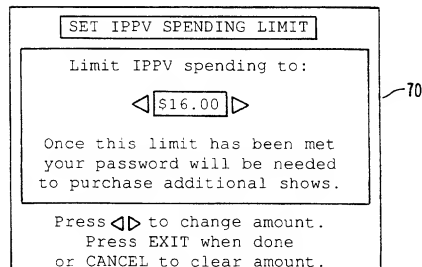 SET IPPV SPENDING LIMIT
Limit IPPV spending to:
$16.00
70
Once this limit has been met
your password will be needed
to purchase additional shows.
Press ◁▷ to change amount.
Press EXIT when done
or CANCEL to clear amount.